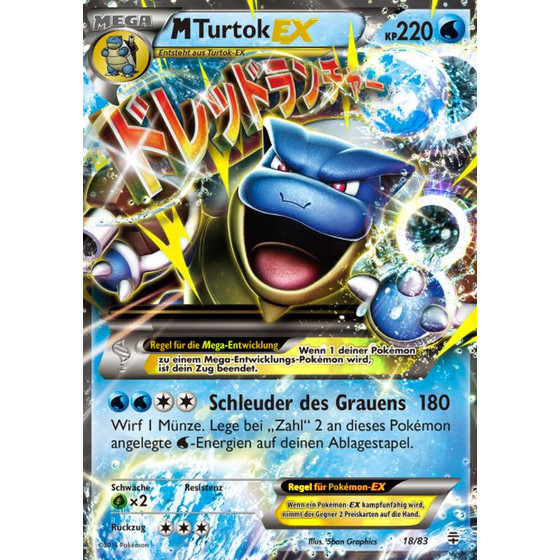 MEGA
M Turtok EX
KP 220
Entsteht aus Turtok-EX
ドレッドランチャー
Regel für die Mega-Entwicklung
Wenn 1 deiner Pokémon
zu einem Mega-Entwicklungs-Pokémon wird,
ist dein Zug beendet.
Schleuder des Grauens 180
Wirf 1 Münze. Lege bei „Zahl“ 2 an dieses Pokémon
angelegte -Energien auf deinen Ablagestapel.
Schwäche
Resistenz
×2
Rückzug
Regel für Pokémon-EX
Wenn ein Pokémon-EX kampfunfähig wird,
nimmt der Gegner 2 Preiskarten auf die Hand.
©2016 Pokémon
Illus. 5ban Graphics
18/83